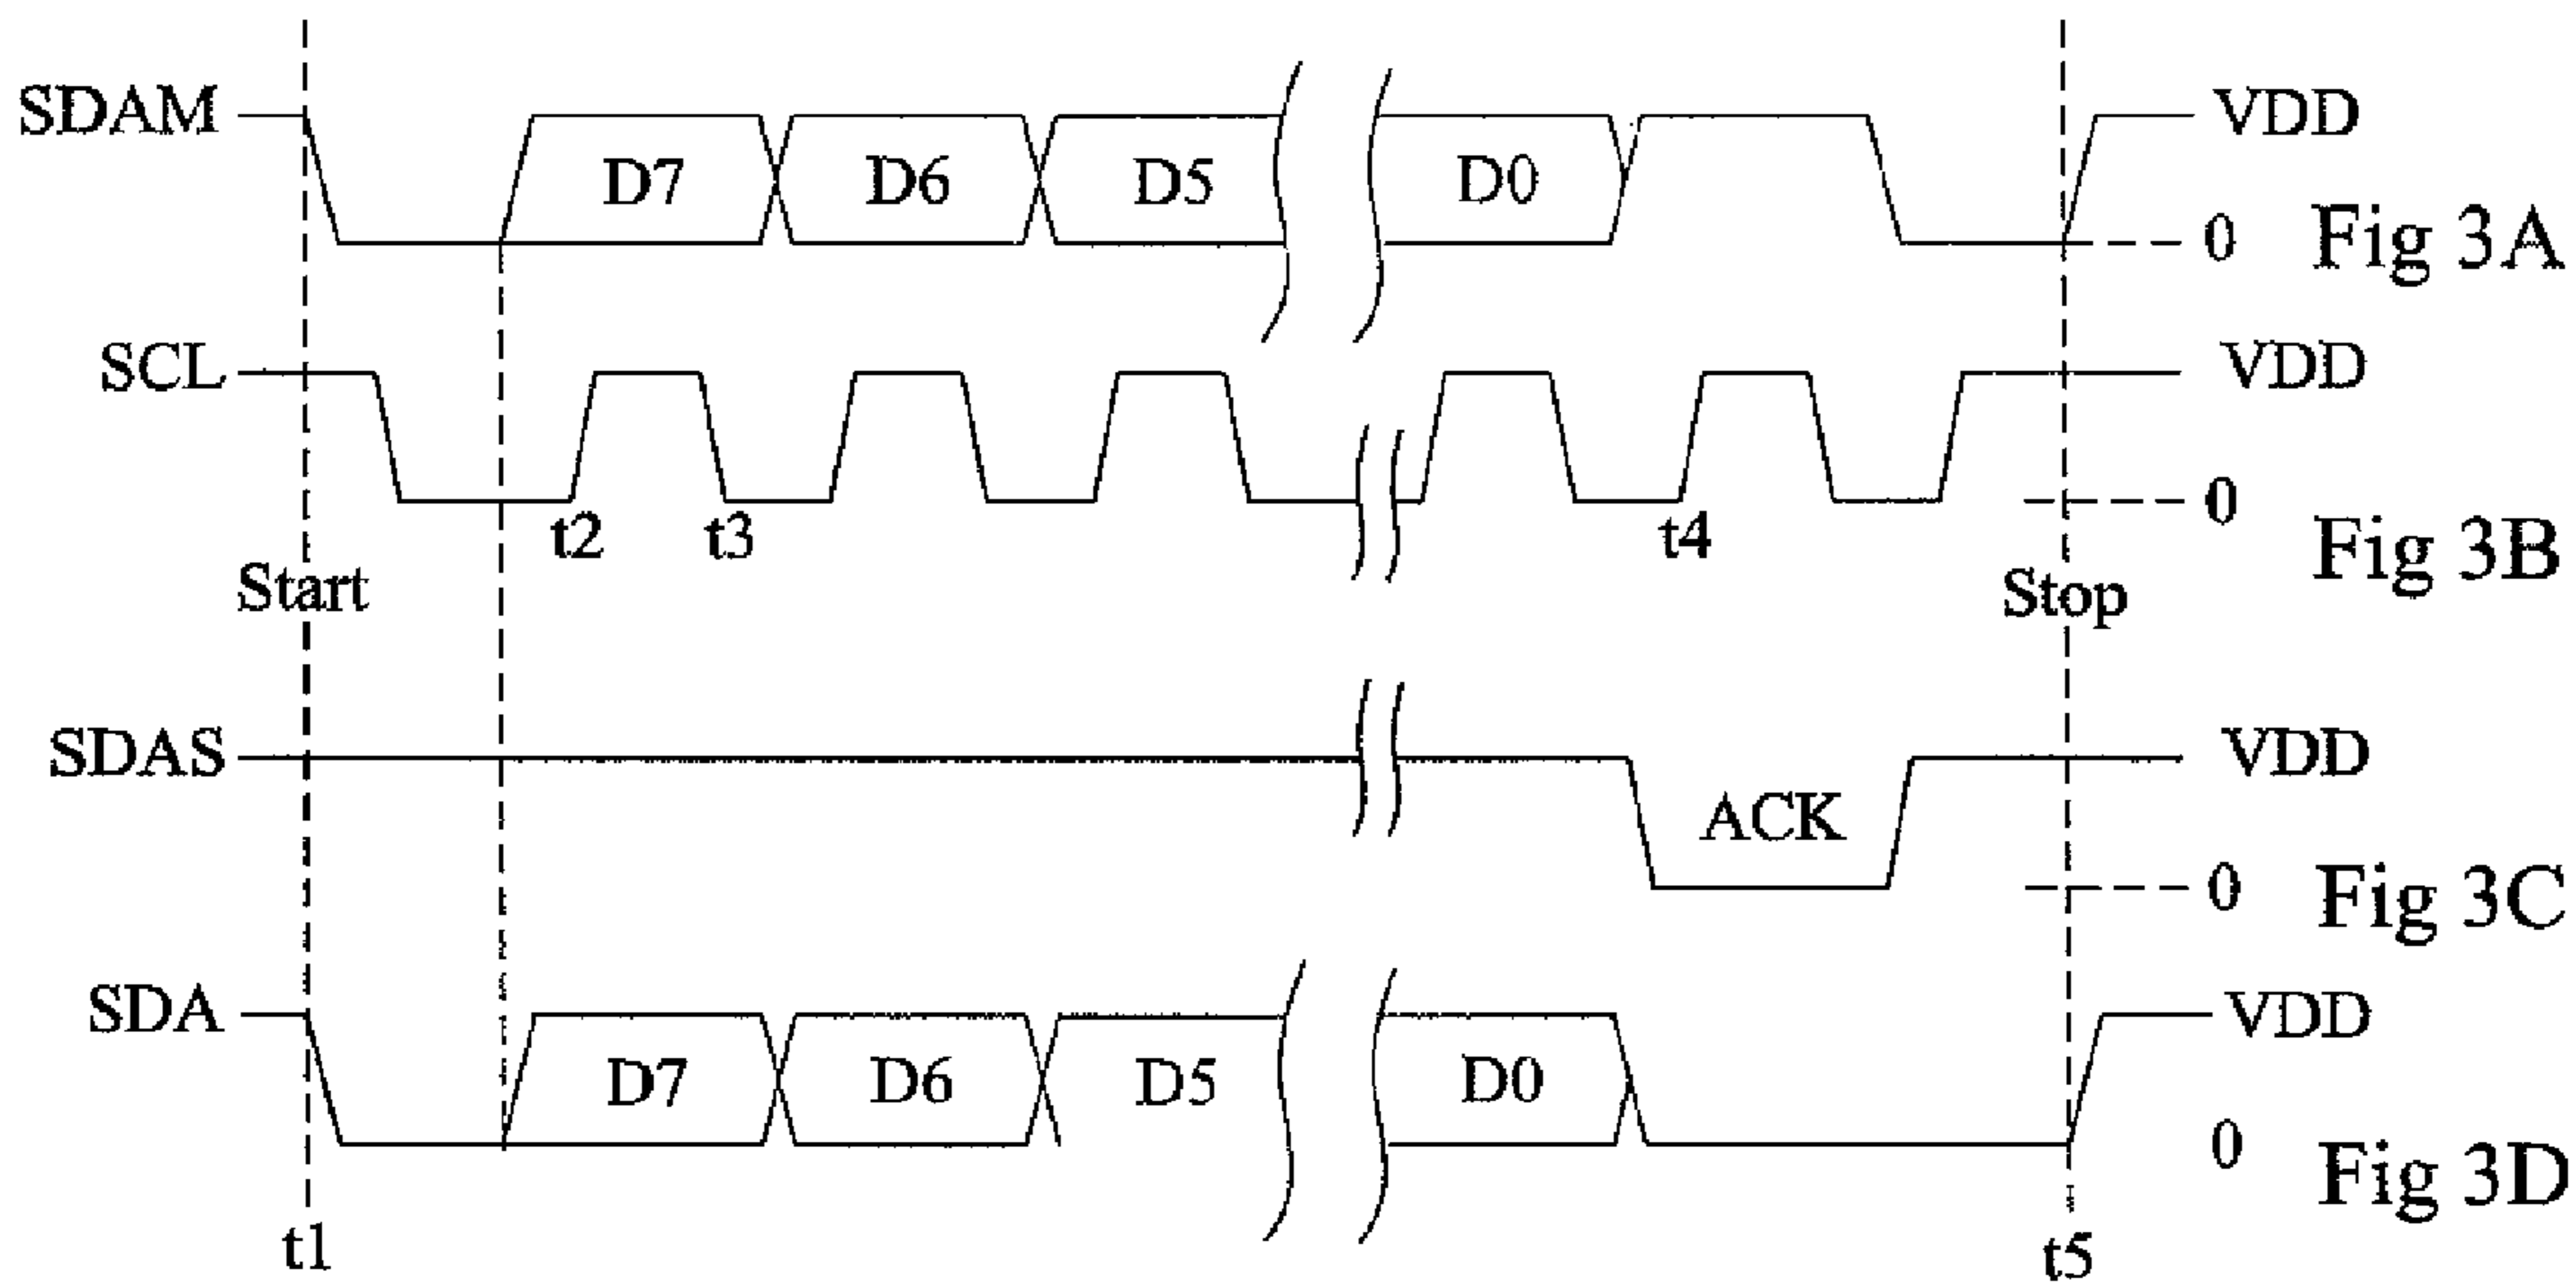 SDAM D7 D6 D5 D0 VDD
0 Fig 3A
SCL VDD
t2 t3 t4 0 Fig 3B
Start Stop
SDAS VDD
ACK
0 Fig 3C
SDA VDD
D7 D6 D5 D0
0 Fig 3D
t1 t5